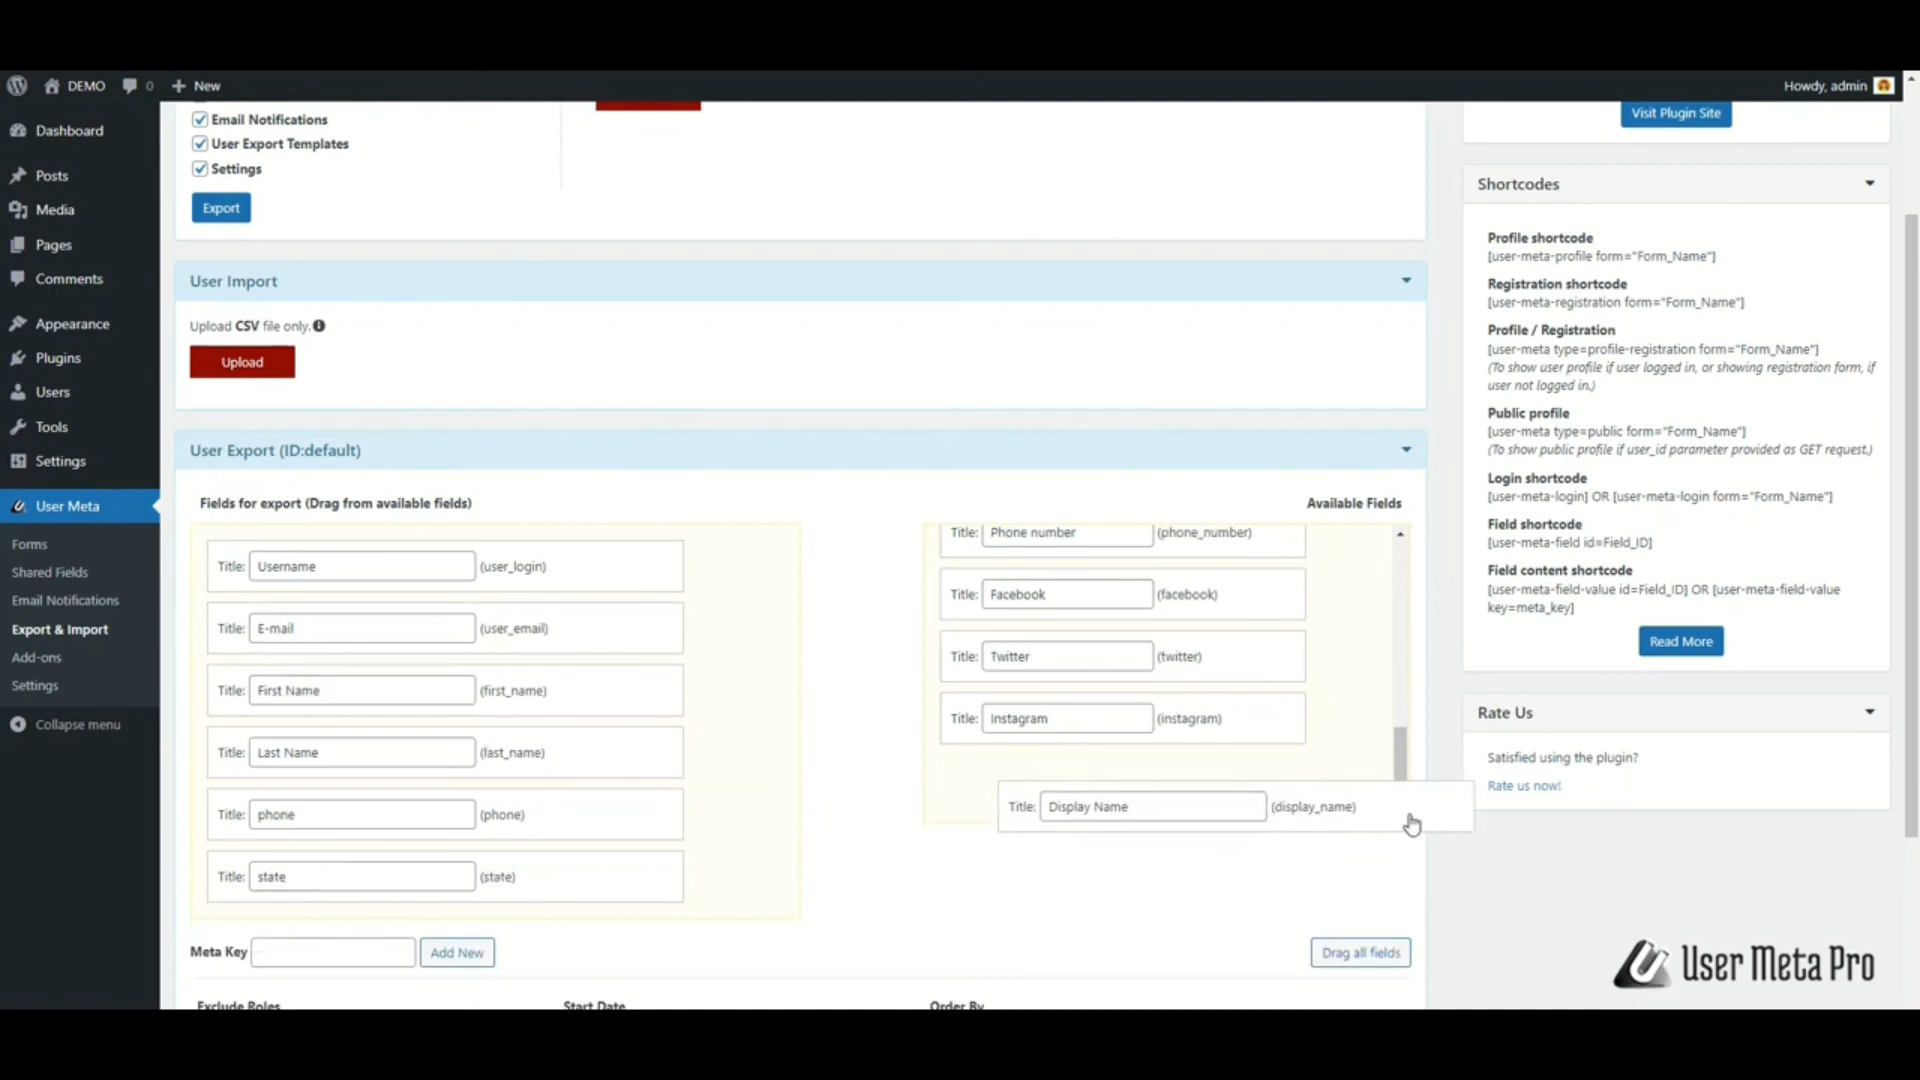 DEMO
0
New
Howdy, admin
Dashboard
Posts
Media
Pages
Comments
Appearance
Plugins
Users
Tools
Settings
User Meta
Forms
Shared Fields
Email Notifications
Export & Import
Add-ons
Settings
Collapse menu
Email Notifications
User Export Templates
Settings
Export
User Import
Upload CSV file only.
Upload
User Export (ID:default)
Fields for export (Drag from available fields)
Title: Username (user_login)
Title: E-mail (user_email)
Title: First Name (first_name)
Title: Last Name (last_name)
Title: phone (phone)
Title: state (state)
Available Fields
Title: Phone number (phone_number)
Title: Facebook (facebook)
Title: Twitter (twitter)
Title: Instagram (instagram)
Title: Display Name (display_name)
Meta Key
Add New
Drag all fields
Exclude Roles
Start Date
Order By
Visit Plugin Site
Shortcodes
Profile shortcode
[user-meta-profile form="Form_Name"]
Registration shortcode
[user-meta-registration form="Form_Name"]
Profile / Registration
[user-meta type=profile-registration form="Form_Name"]
(To show user profile if user logged in, or showing registration form, if
user not logged in.)
Public profile
[user-meta type=public form="Form_Name"]
(To show public profile if user_id parameter provided as GET request.)
Login shortcode
[user-meta-login] OR [user-meta-login form="Form_Name"]
Field shortcode
[user-meta-field id=Field_ID]
Field content shortcode
[user-meta-field-value id=Field_ID] OR [user-meta-field-value
key=meta_key]
Read More
Rate Us
Satisfied using the plugin?
Rate us now!
User Meta Pro